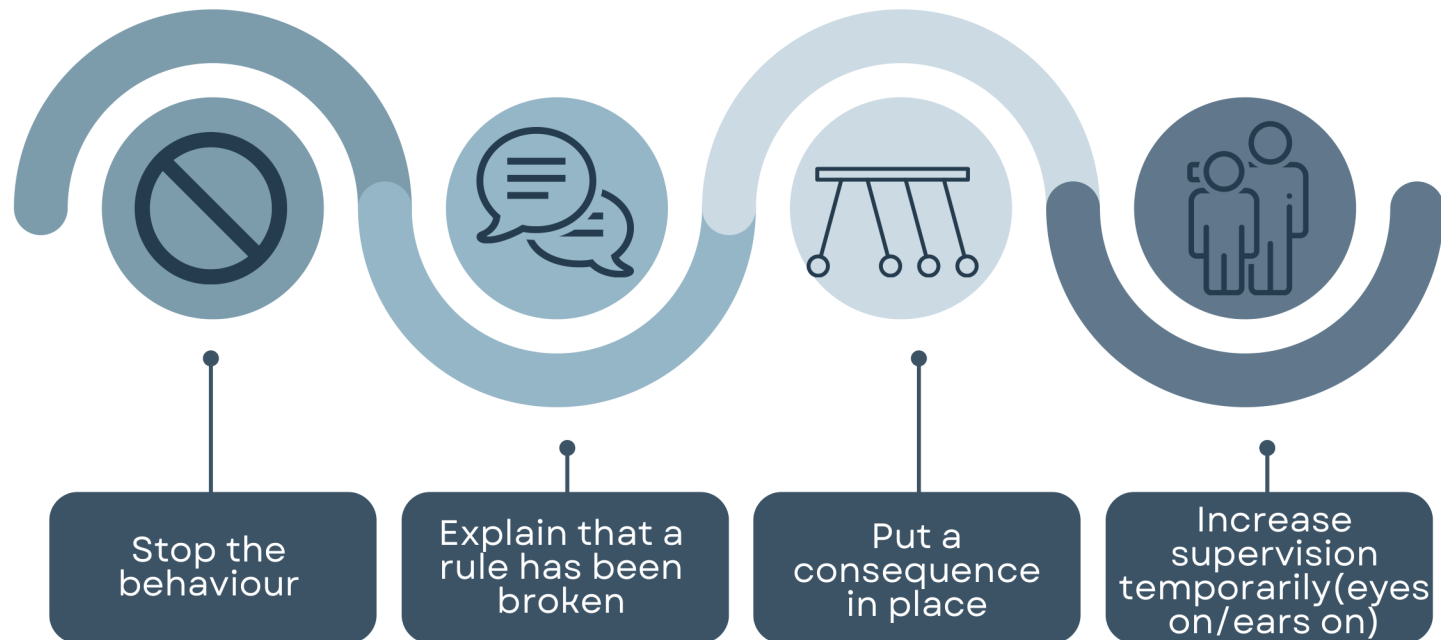 Stop the
behaviour
Explain that a
rule has been
broken
Put a
consequence
in place
Increase
supervision
temporarily(eyes
on/ears on)